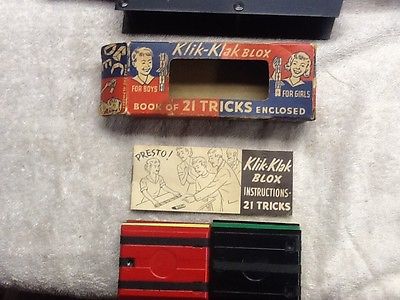 Klik-Klak BLOX
FOR BOYS
FOR GIRLS
BOOK OF 21 TRICKS ENCLOSED
PRESTO!
Klik-Klak
BLOX
INSTRUCTIONS-
21 TRICKS